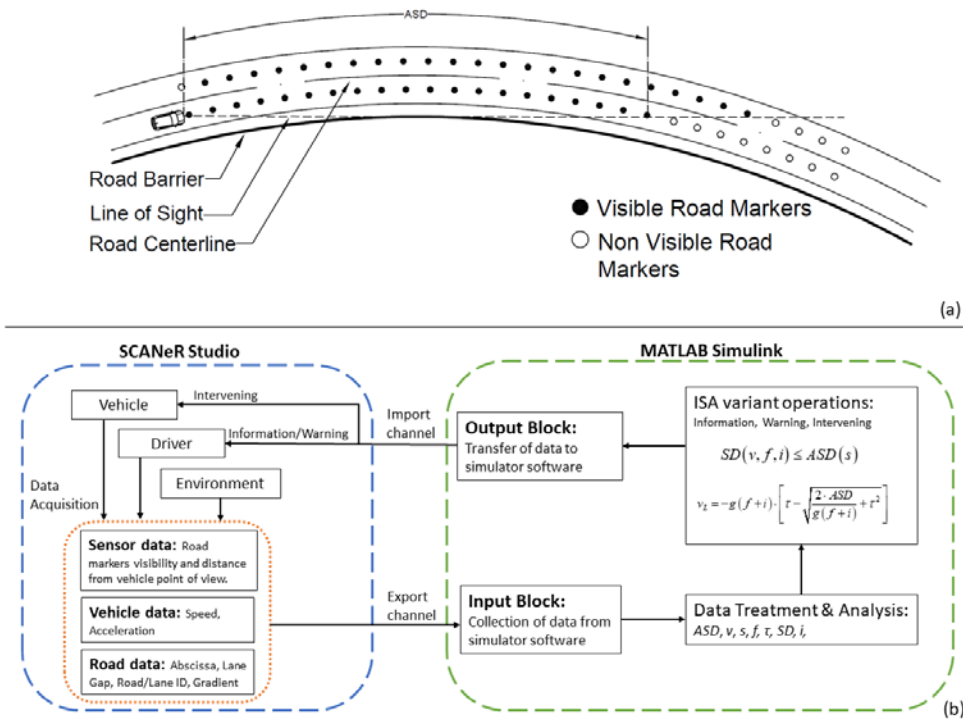 ASD
Road Barrier
Line of Sight
Road Centerline
Visible Road Markers
Non Visible Road
Markers
(a)
SCANeR Studio
MATLAB Simulink
Vehicle
Intervening
Driver
Information/Warning
Environment
Data
Acquisition
Sensor data: Road
markers visibility and distance
from vehicle point of view.
Vehicle data: Speed,
Acceleration
Road data: Abscissa, Lane
Gap, Road/Lane ID, Gradient
Import
channel
Export
channel
Output Block:
Transfer of data to
simulator software
Input Block:
Collection of data from
simulator software
ISA variant operations:
Information, Warning, Intervening
SD(v, f, i) ≤ ASD(s)
v_L = -g(f+i)·[τ - √(2·ASD/g(f+i) + τ²)]
Data Treatment & Analysis:
ASD, v, s, f, τ, SD, i,
(b)